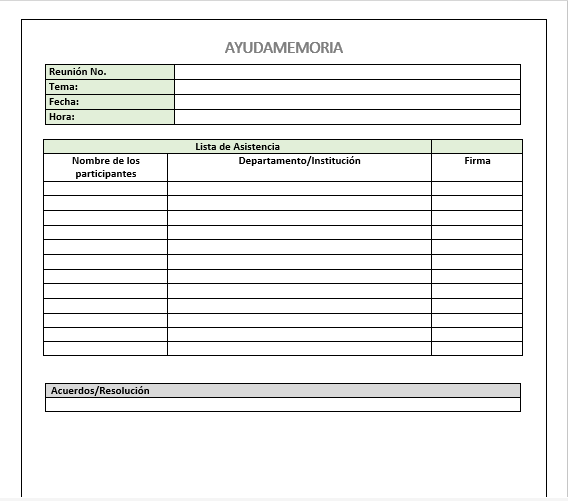 AYUDAMEMORIA
Reunión No.
Tema:
Fecha:
Hora:
Lista de Asistencia
Nombre de los participantes
Departamento/Institución
Firma
Acuerdos/Resolución